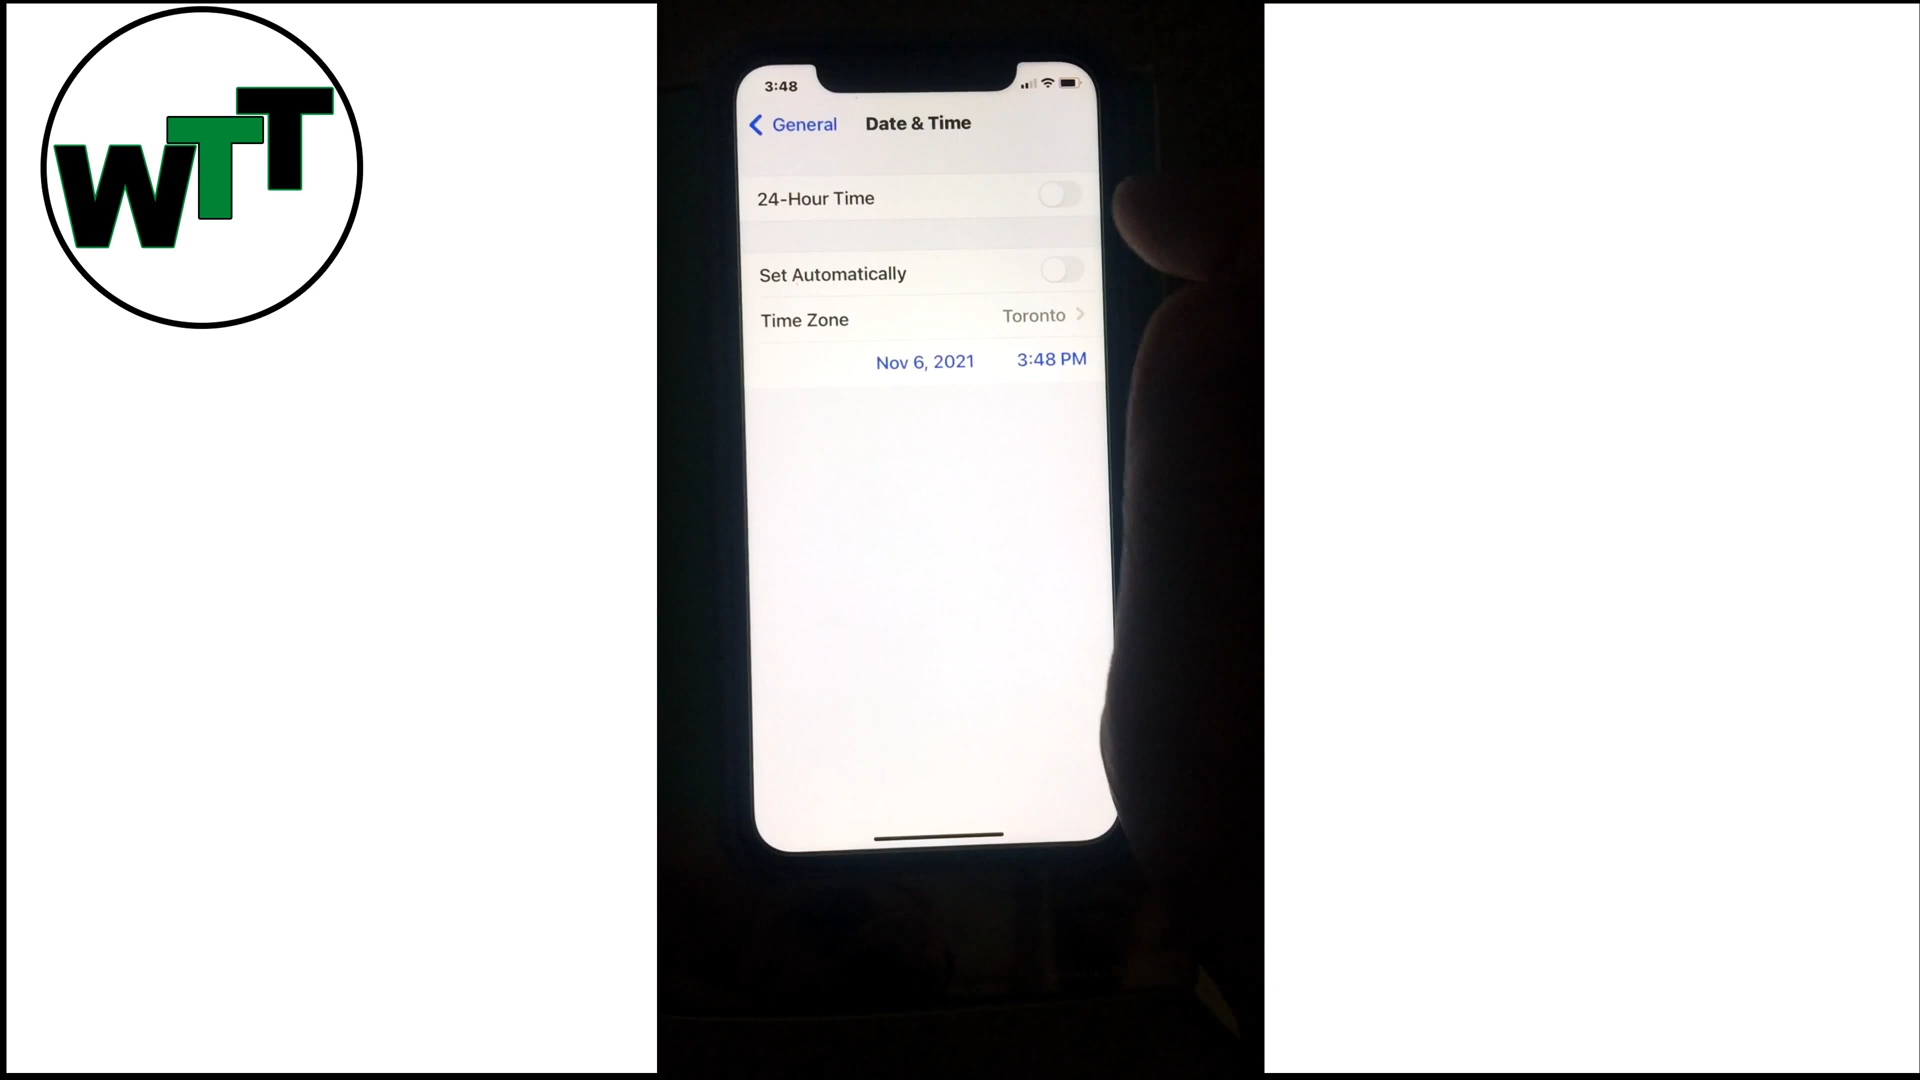 WTT
3:48
General Date & Time
24-Hour Time
Set Automatically
Time Zone Toronto
Nov 6, 2021 3:48 PM